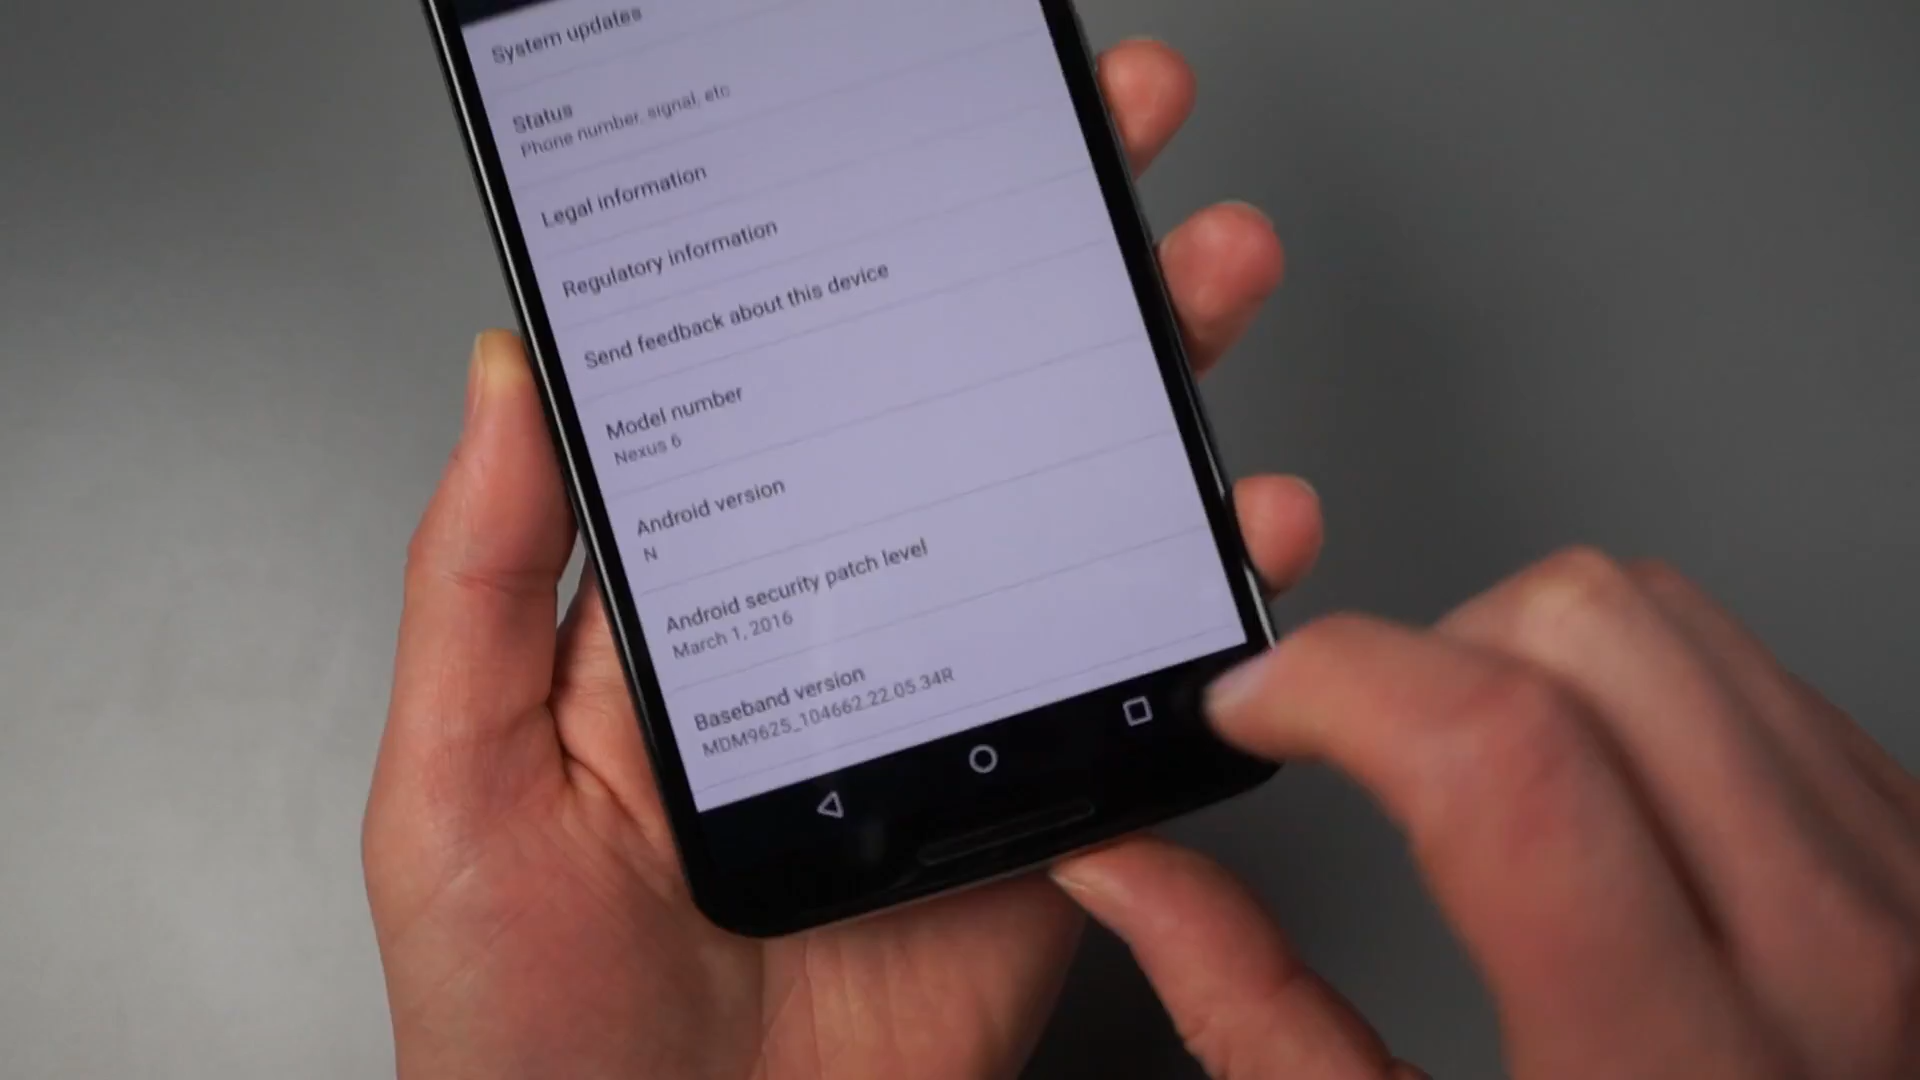 System updates
Status
Phone number, signal, etc
Legal information
Regulatory information
Send feedback about this device
Model number
Nexus 6
Android version
N
Android security patch level
March 1, 2016
Baseband version
MDM9625_104662.22.05.34R